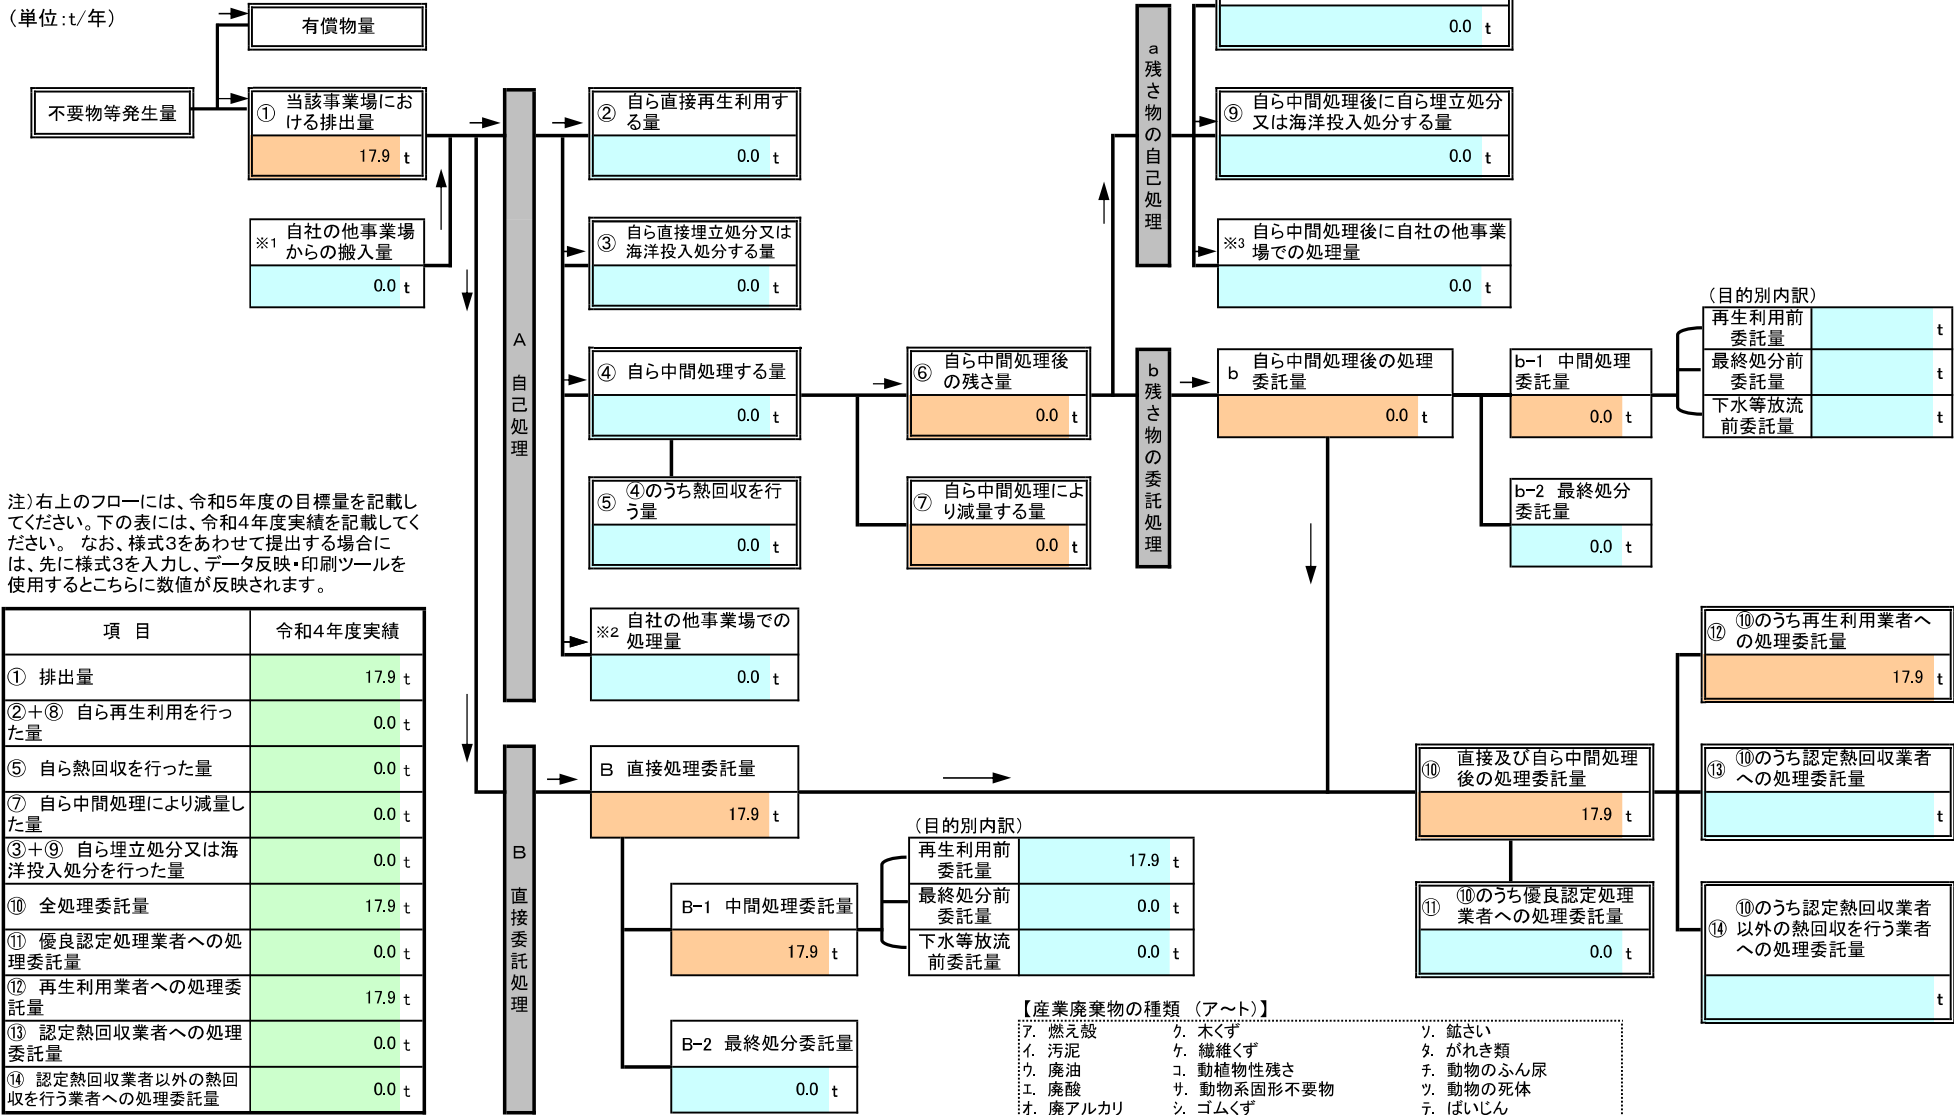 (単位:t/年)
有償物量
不要物等発生量
① 当該事業場にお
ける排出量
17.9 t
※1 自社の他事業場
からの搬入量
0.0 t
A 自己処理
② 自ら直接再生利用す
る量
0.0 t
③ 自ら直接埋立処分又は
海洋投入処分する量
0.0 t
④ 自ら中間処理する量
0.0 t
⑤ ④のうち熱回収を行
う量
0.0 t
※2 自社の他事業場での
処理量
0.0 t
⑥ 自ら中間処理後
の残さ量
0.0 t
⑦ 自ら中間処理によ
り減量する量
0.0 t
a 残さ物の自己処理
0.0 t
⑨ 自ら中間処理後に自ら埋立処分
又は海洋投入処分する量
0.0 t
※3 自ら中間処理後に自社の他事業
場での処理量
0.0 t
b 残さ物の委託処理
b 自ら中間処理後の処理
委託量
0.0 t
b-1 中間処理
委託量
0.0 t
(目的別内訳)
再生利用前
委託量 t
最終処分前
委託量 t
下水等放流
前委託量 t
b-2 最終処分
委託量
0.0 t
注)右上のフローには、令和5年度の目標量を記載し
てください。下の表には、令和4年度実績を記載してく
ださい。 なお、様式3をあわせて提出する場合に
は、先に様式3を入力し、データ反映・印刷ツールを
使用するとこちらに数値が反映されます。
項 目 令和4年度実績
① 排出量 17.9 t
②+⑧ 自ら再生利用を行っ
た量 0.0 t
⑤ 自ら熱回収を行った量 0.0 t
⑦ 自ら中間処理により減量し
た量 0.0 t
③+⑨ 自ら埋立処分又は海
洋投入処分を行った量 0.0 t
⑩ 全処理委託量 17.9 t
⑪ 優良認定処理業者への処
理委託量 0.0 t
⑫ 再生利用業者への処理委
託量 17.9 t
⑬ 認定熱回収業者への処理
委託量 0.0 t
⑭ 認定熱回収業者以外の熱回
収を行う業者への処理委託量 0.0 t
B 直接委託処理
B 直接処理委託量
17.9 t
B-1 中間処理委託量
17.9 t
(目的別内訳)
再生利用前
委託量 17.9 t
最終処分前
委託量 0.0 t
下水等放流
前委託量 0.0 t
B-2 最終処分委託量
0.0 t
⑩ 直接及び自ら中間処理
後の処理委託量
17.9 t
⑪ ⑩のうち優良認定処理
業者への処理委託量
0.0 t
⑫ ⑩のうち再生利用業者へ
の処理委託量
17.9 t
⑬ ⑩のうち認定熱回収業者
への処理委託量
t
⑭ ⑩のうち認定熱回収業者
以外の熱回収を行う業者
への処理委託量
t
【産業廃棄物の種類 (ア~ト)】
ア. 燃え殻 ク. 木くず ソ. 鉱さい
イ. 汚泥 ケ. 繊維くず タ. がれき類
ウ. 廃油 コ. 動植物性残さ チ. 動物のふん尿
エ. 廃酸 サ. 動物系固形不要物 ツ. 動物の死体
オ. 廃アルカリ シ. ゴムくず テ. ばいじん